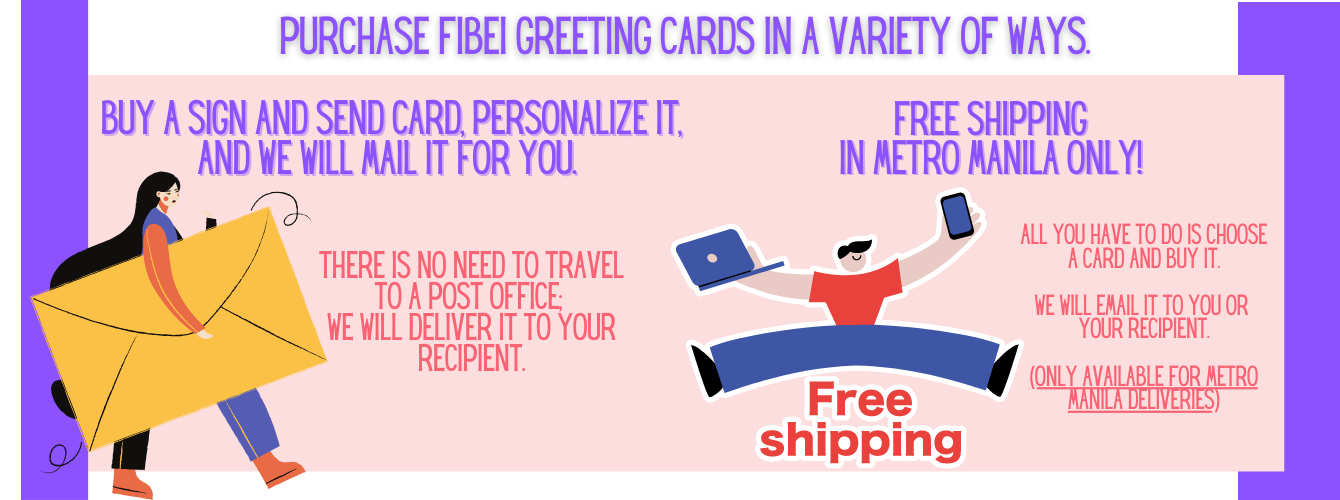 PURCHASE FIBEI GREETING CARDS IN A VARIETY OF WAYS.
BUY A SIGN AND SEND CARD, PERSONALIZE IT,
AND WE WILL MAIL IT FOR YOU.
THERE IS NO NEED TO TRAVEL
TO A POST OFFICE;
WE WILL DELIVER IT TO YOUR
RECIPIENT.
FREE SHIPPING
IN METRO MANILA ONLY!
Free
shipping
ALL YOU HAVE TO DO IS CHOOSE
A CARD AND BUY IT.
WE WILL EMAIL IT TO YOU OR
YOUR RECIPIENT.
(ONLY AVAILABLE FOR METRO
MANILA DELIVERIES)